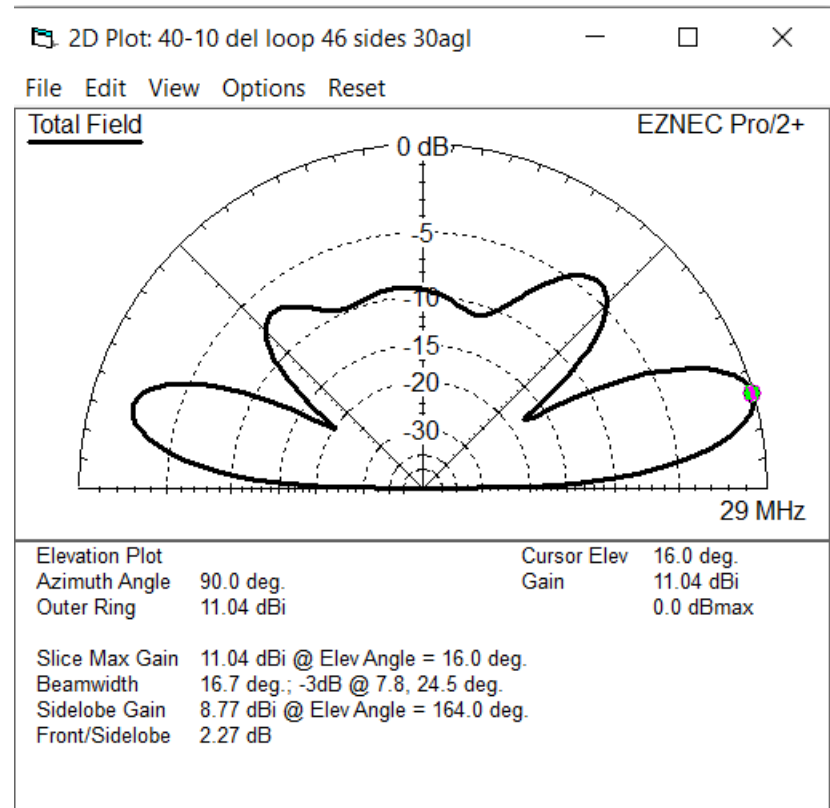 2D Plot: 40-10 del loop 46 sides 30agl
File Edit View Options Reset
Total Field
EZNEC Pro/2+
0 dB
-5
-10
-15
-20
-30
29 MHz
Elevation Plot
Azimuth Angle 90.0 deg.
Outer Ring 11.04 dBi
Cursor Elev 16.0 deg.
Gain 11.04 dBi
0.0 dBmax
Slice Max Gain 11.04 dBi @ Elev Angle = 16.0 deg.
Beamwidth 16.7 deg.; -3dB @ 7.8, 24.5 deg.
Sidelobe Gain 8.77 dBi @ Elev Angle = 164.0 deg.
Front/Sidelobe 2.27 dB